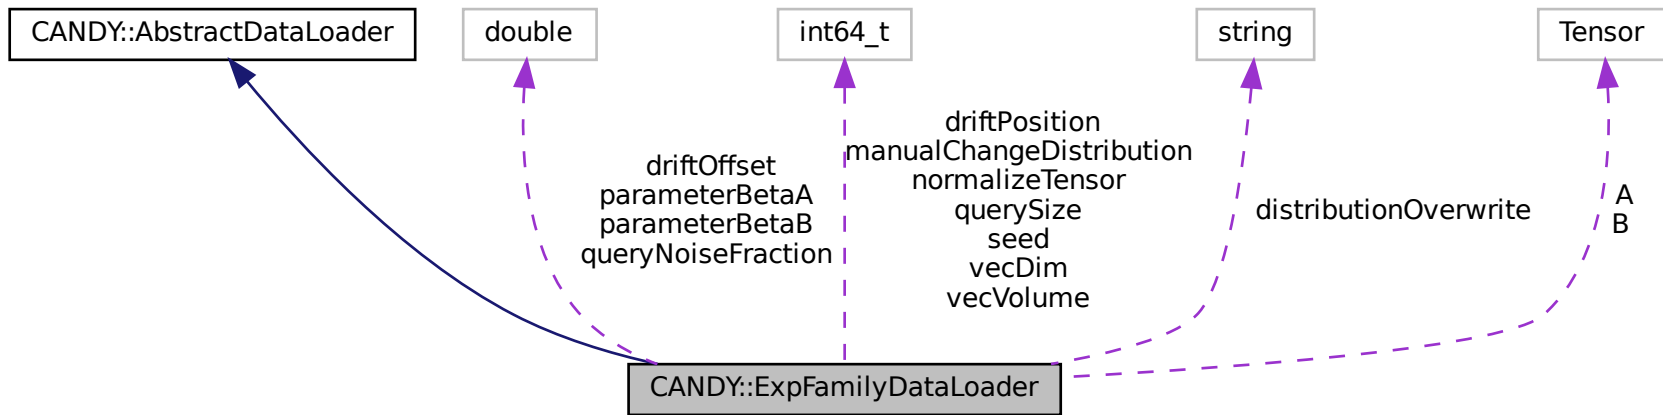 CANDY::AbstractDataLoader
double
int64_t
string
Tensor
driftOffset
parameterBetaA
parameterBetaB
queryNoiseFraction
driftPosition
manualChangeDistribution
normalizeTensor
querySize
seed
vecDim
vecVolume
distributionOverwrite
A
B
CANDY::ExpFamilyDataLoader